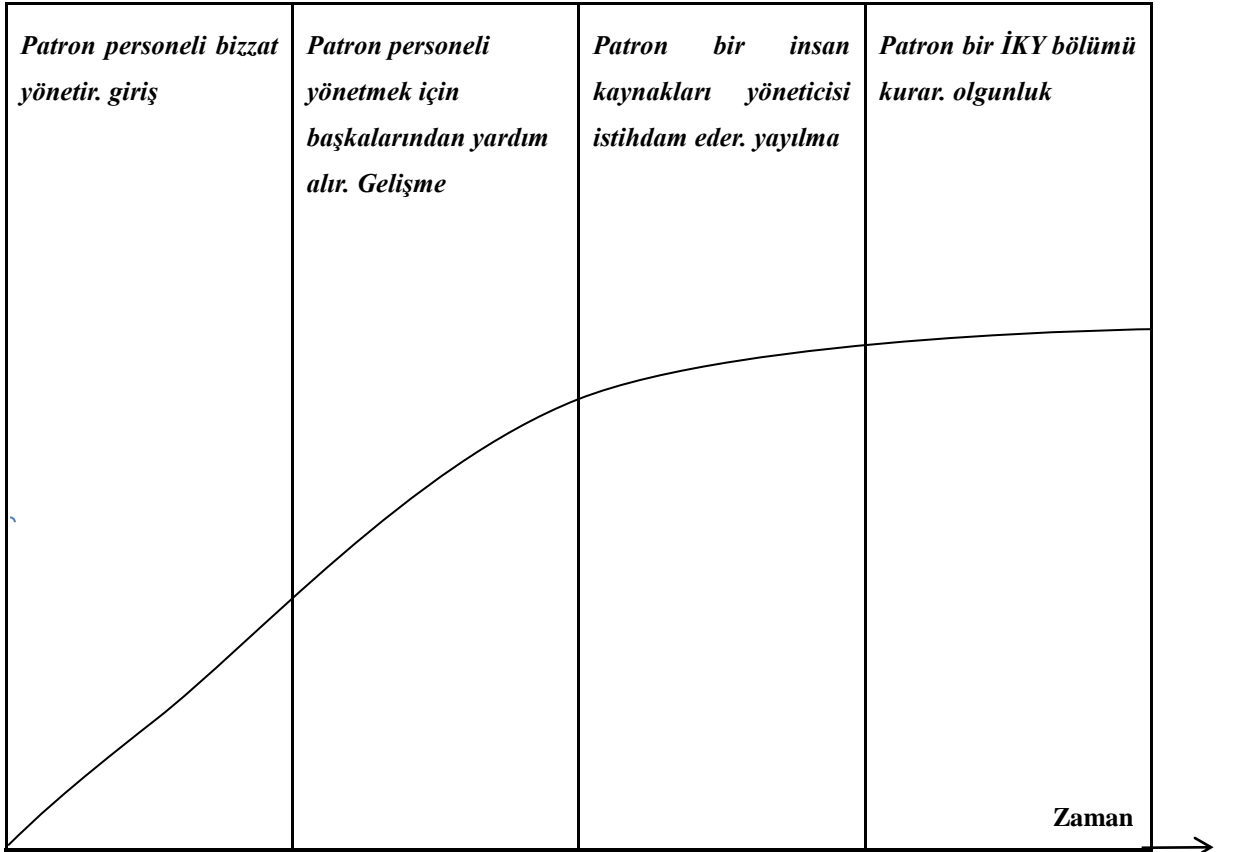 Patron personeli bizzat
yönetir. giriş
Patron personeli
yönetmek için
başkalarından yardım
alır. Gelişme
Patron bir insan
kaynakları yöneticisi
istihdam eder. yayılma
Patron bir İKY bölümü
kurar. olgunluk
Zaman